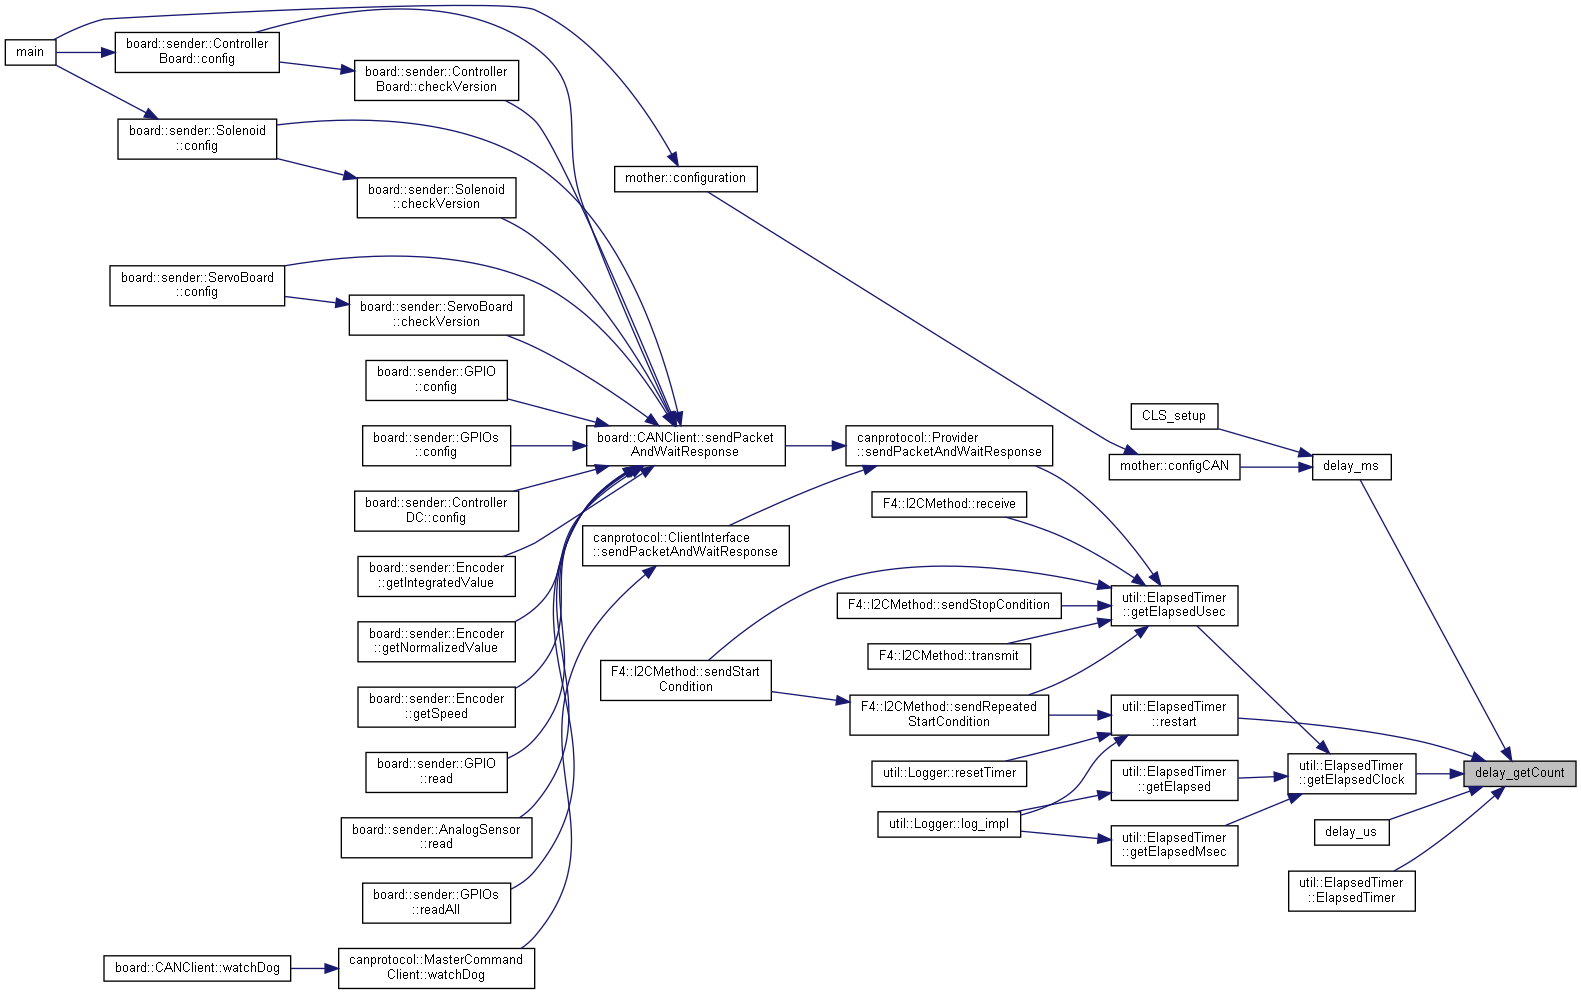 main
board::sender::Controller
Board::config
board::sender::Controller
Board::checkVersion
board::sender::Solenoid
::config
mother::configuration
board::sender::Solenoid
::checkVersion
board::sender::ServoBoard
::config
board::sender::ServoBoard
::checkVersion
board::sender::GPIO
::config
board::sender::GPIOs
::config
board::CANClient::sendPacket
AndWaitResponse
canprotocol::Provider
::sendPacketAndWaitResponse
CLS_setup
mother::configCAN
delay_ms
board::sender::Controller
DC::config
F4::I2CMethod::receive
canprotocol::ClientInterface
::sendPacketAndWaitResponse
board::sender::Encoder
::getIntegratedValue
F4::I2CMethod::sendStopCondition
util::ElapsedTimer
::getElapsedUsec
board::sender::Encoder
::getNormalizedValue
F4::I2CMethod::transmit
F4::I2CMethod::sendStart
Condition
board::sender::Encoder
::getSpeed
F4::I2CMethod::sendRepeated
StartCondition
util::ElapsedTimer
::restart
board::sender::GPIO
::read
util::Logger::resetTimer
util::ElapsedTimer
::getElapsed
util::ElapsedTimer
::getElapsedClock
delay_getCount
board::sender::AnalogSensor
::read
util::Logger::log_impl
util::ElapsedTimer
::getElapsedMsec
delay_us
board::sender::GPIOs
::readAll
util::ElapsedTimer
::ElapsedTimer
board::CANClient::watchDog
canprotocol::MasterCommand
Client::watchDog